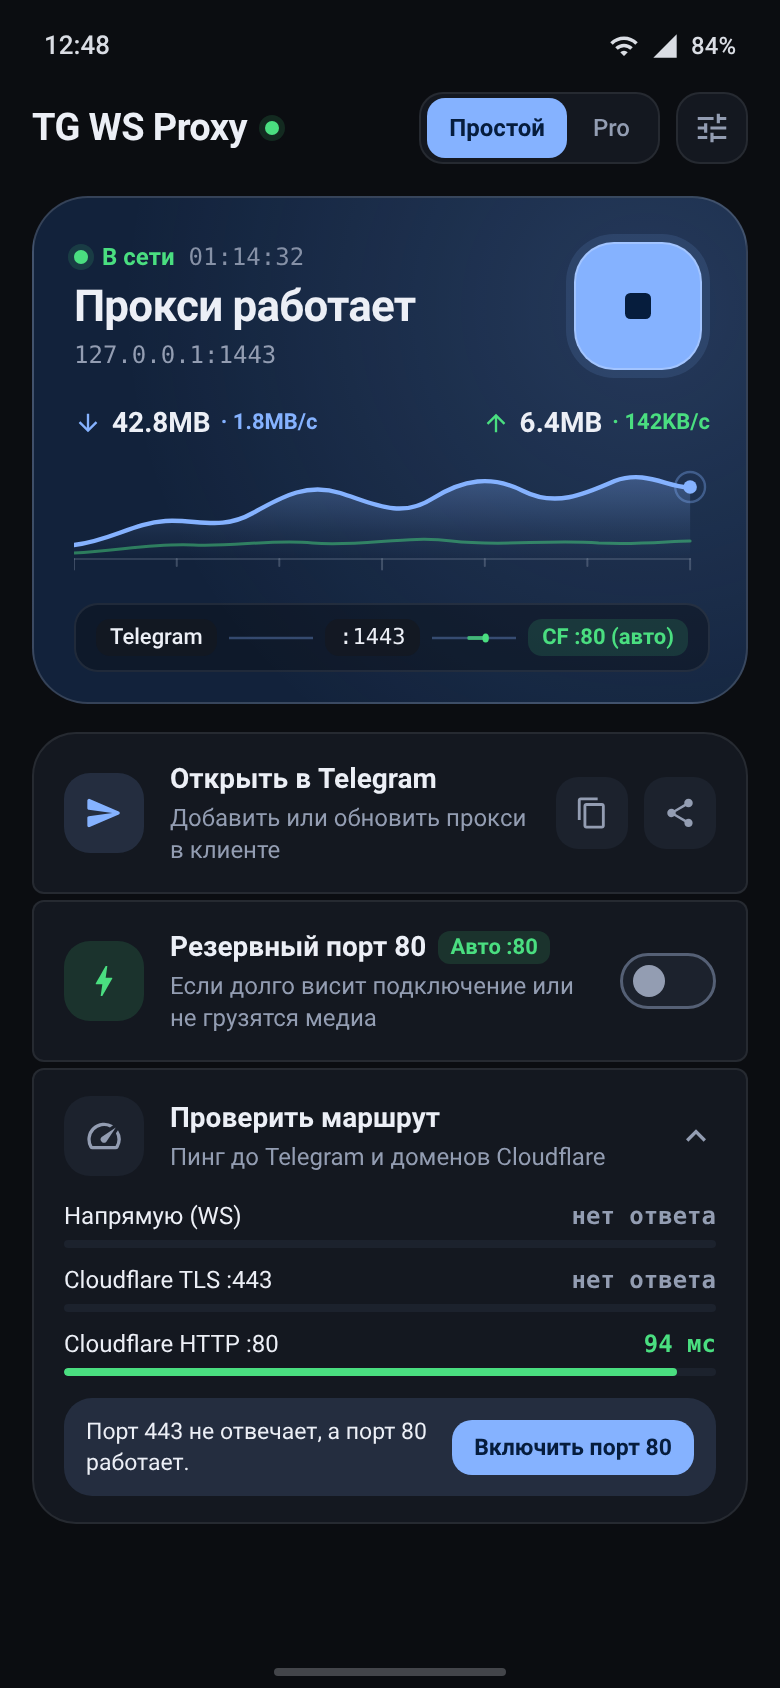 12:48
84%
TG WS Proxy
Простой
Pro
В сети 01:14:32
Прокси работает
127.0.0.1:1443
42.8MB · 1.8MB/с
6.4MB · 142KB/с
Telegram
:1443
CF :80 (авто)
Открыть в Telegram
Добавить или обновить прокси
в клиенте
Резервный порт 80
Авто :80
Если долго висит подключение или
не грузятся медиа
Проверить маршрут
Пинг до Telegram и доменов Cloudflare
Напрямую (WS)
нет ответа
Cloudflare TLS :443
нет ответа
Cloudflare HTTP :80
94 мс
Порт 443 не отвечает, а порт 80
работает.
Включить порт 80